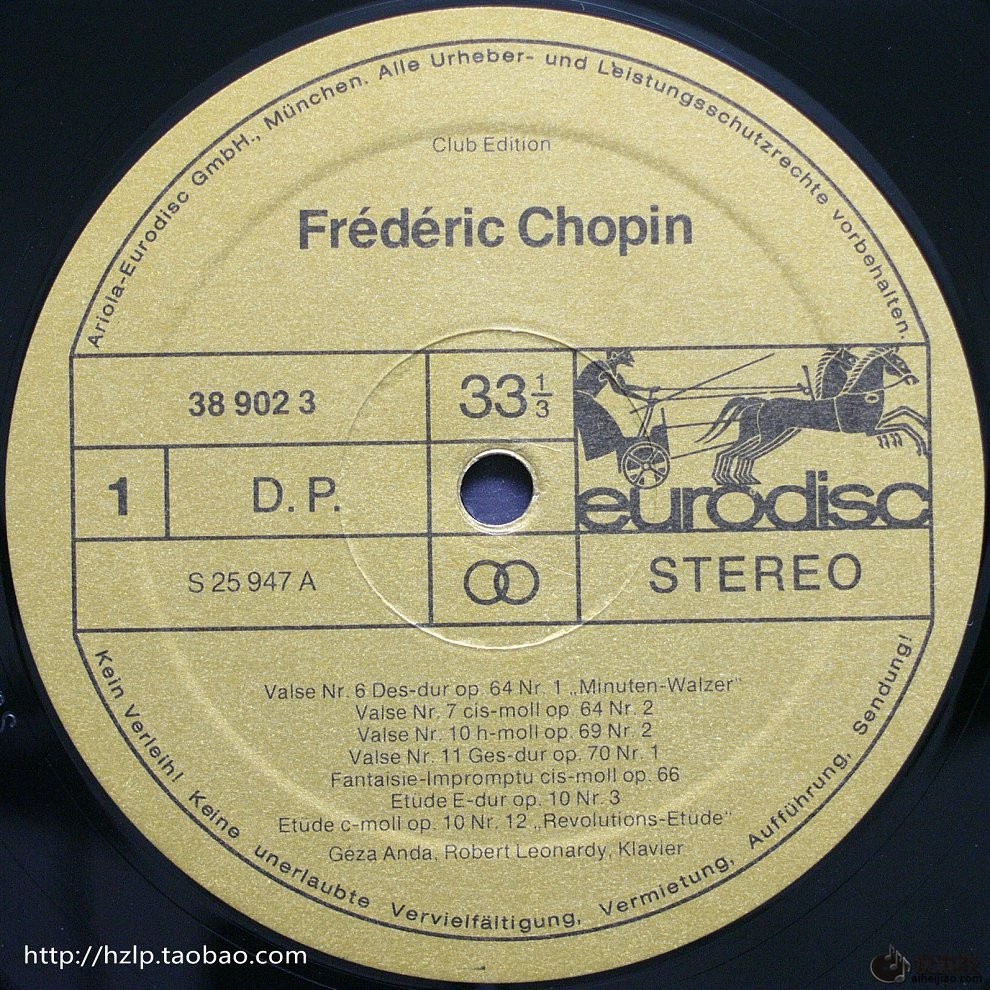 Ariola-Eurodisc GmbH., München. Alle Urheber- und Leistungsschutzrechte vorbehalten.
Club Edition
Frédéric Chopin
38 902 3
33 1/3
1
D. P.
eurodisc
S 25 947 A
STEREO
Valse Nr. 6 Des-dur op. 64 Nr. 1 „Minuten-Walzer“
Valse Nr. 7 cis-moll op. 64 Nr. 2
Valse Nr. 10 h-moll op. 69 Nr. 2
Valse Nr. 11 Ges-dur op. 70 Nr. 1
Fantaisie-Impromptu cis-moll op. 66
Etüde E-dur op. 10 Nr. 3
Etüde c-moll op. 10 Nr. 12 „Revolutions-Etüde“
Géza Anda, Robert Leonardy, Klavier
Kein Verleih! Keine unerlaubte Vervielfältigung, Vermietung, Aufführung, Sendung!
http://hzlp.taobao.com
aiheijiao.com